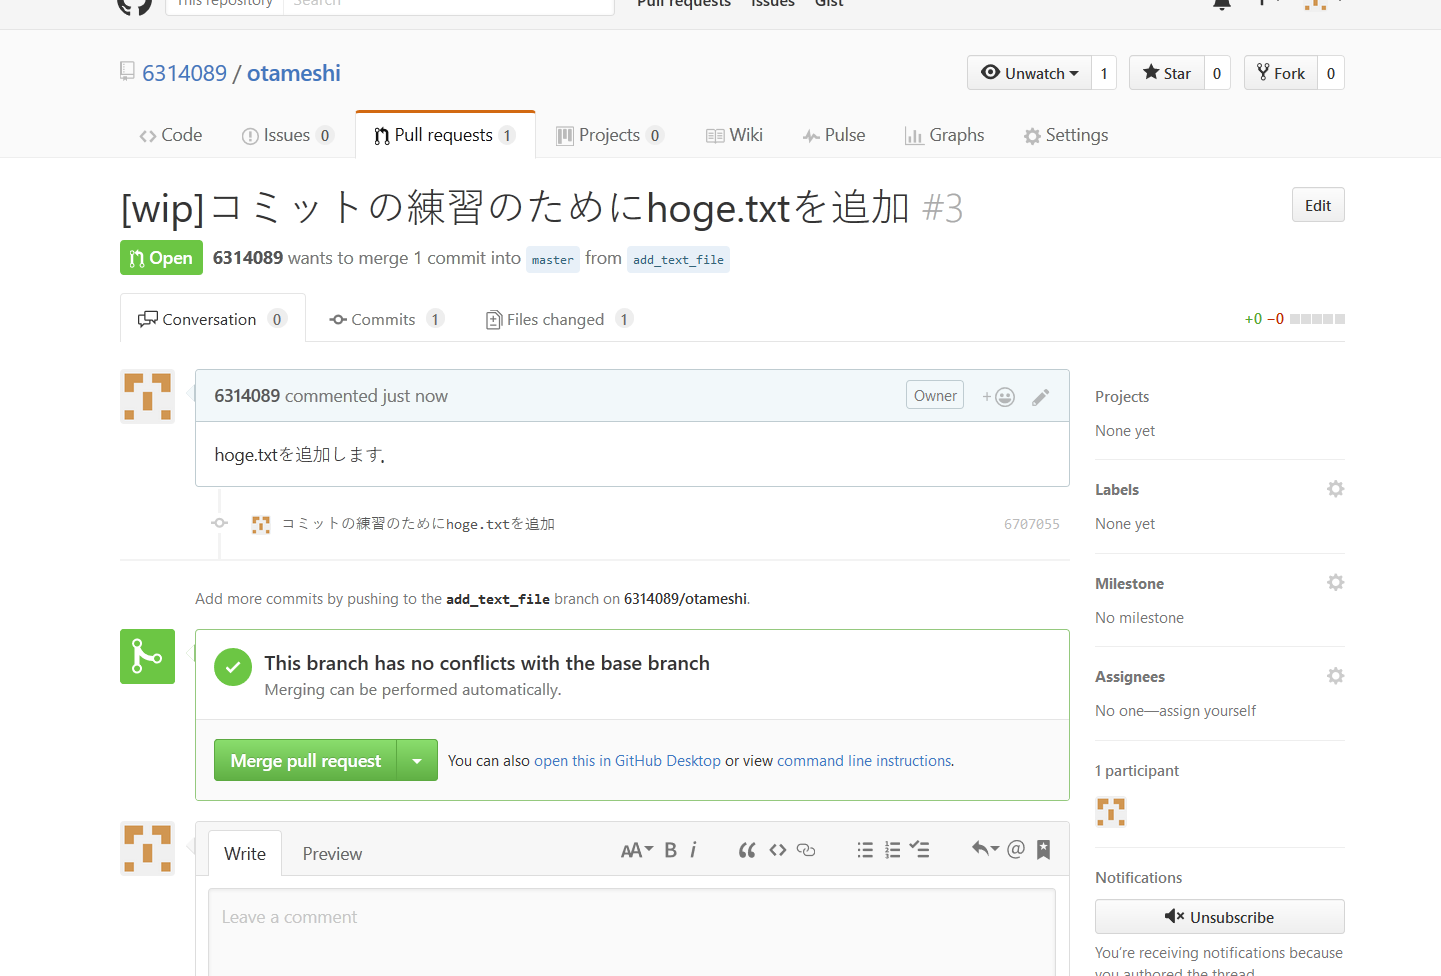 This repository Search Pull requests Issues Gist
6314089 / otameshi Unwatch 1 Star 0 Fork 0
Code Issues 0 Pull requests 1 Projects 0 Wiki Pulse Graphs Settings
[wip]コミットの練習のためにhoge.txtを追加 #3 Edit
Open 6314089 wants to merge 1 commit into master from add_text_file
Conversation 0 Commits 1 Files changed 1 +0 −0
6314089 commented just now Owner
hoge.txtを追加します.
コミットの練習のためにhoge.txtを追加 6707055
Add more commits by pushing to the add_text_file branch on 6314089/otameshi.
This branch has no conflicts with the base branch
Merging can be performed automatically.
Merge pull request You can also open this in GitHub Desktop or view command line instructions.
Write Preview AA B i @
Leave a comment
Projects
None yet
Labels
None yet
Milestone
No milestone
Assignees
No one—assign yourself
1 participant
Notifications
Unsubscribe
You’re receiving notifications because
you authored the thread.